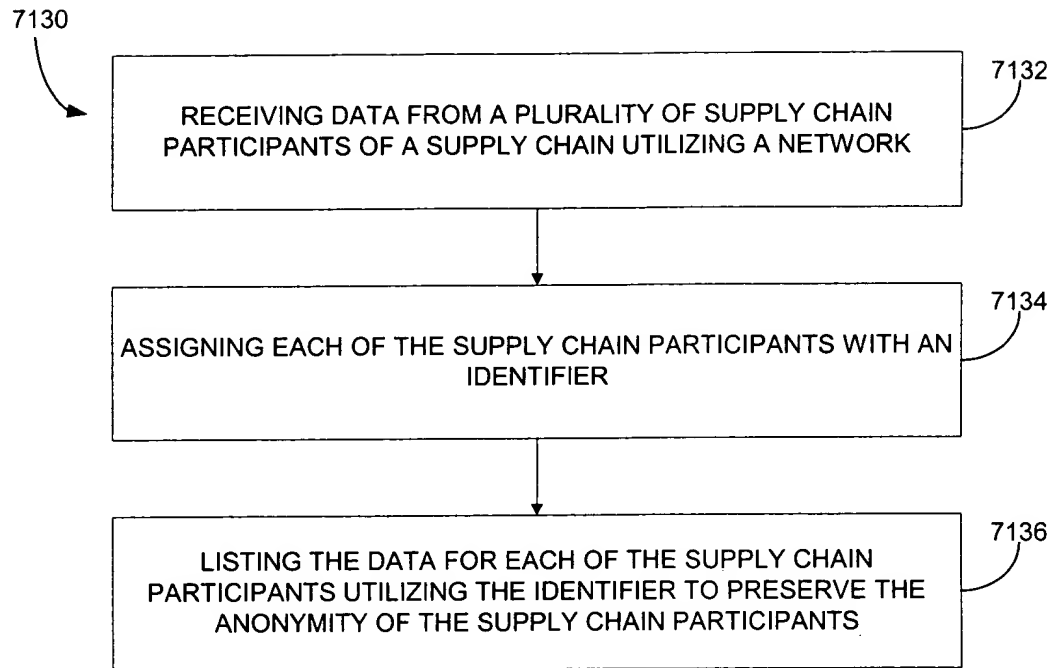 7130
7132
RECEIVING DATA FROM A PLURALITY OF SUPPLY CHAIN
PARTICIPANTS OF A SUPPLY CHAIN UTILIZING A NETWORK
7134
ASSIGNING EACH OF THE SUPPLY CHAIN PARTICIPANTS WITH AN
IDENTIFIER
7136
LISTING THE DATA FOR EACH OF THE SUPPLY CHAIN
PARTICIPANTS UTILIZING THE IDENTIFIER TO PRESERVE THE
ANONYMITY OF THE SUPPLY CHAIN PARTICIPANTS